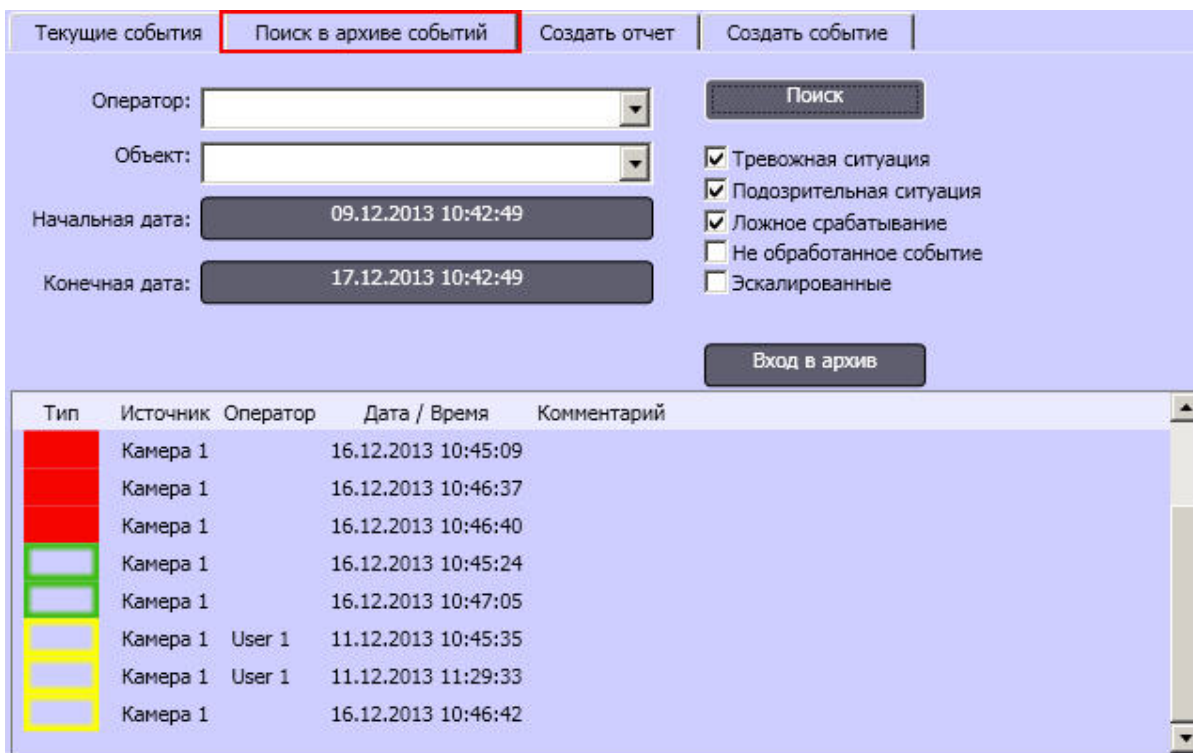 Текущие события Поиск в архиве событий Создать отчет Создать событие
Оператор:
Поиск
Объект:
Тревожная ситуация
Подозрительная ситуация
Начальная дата: 09.12.2013 10:42:49
Ложное срабатывание
Не обработанное событие
Конечная дата: 17.12.2013 10:42:49
Эскалированные
Вход в архив
Тип Источник Оператор Дата / Время Комментарий
Камера 1 16.12.2013 10:45:09
Камера 1 16.12.2013 10:46:37
Камера 1 16.12.2013 10:46:40
Камера 1 16.12.2013 10:45:24
Камера 1 16.12.2013 10:47:05
Камера 1 User 1 11.12.2013 10:45:35
Камера 1 User 1 11.12.2013 11:29:33
Камера 1 16.12.2013 10:46:42